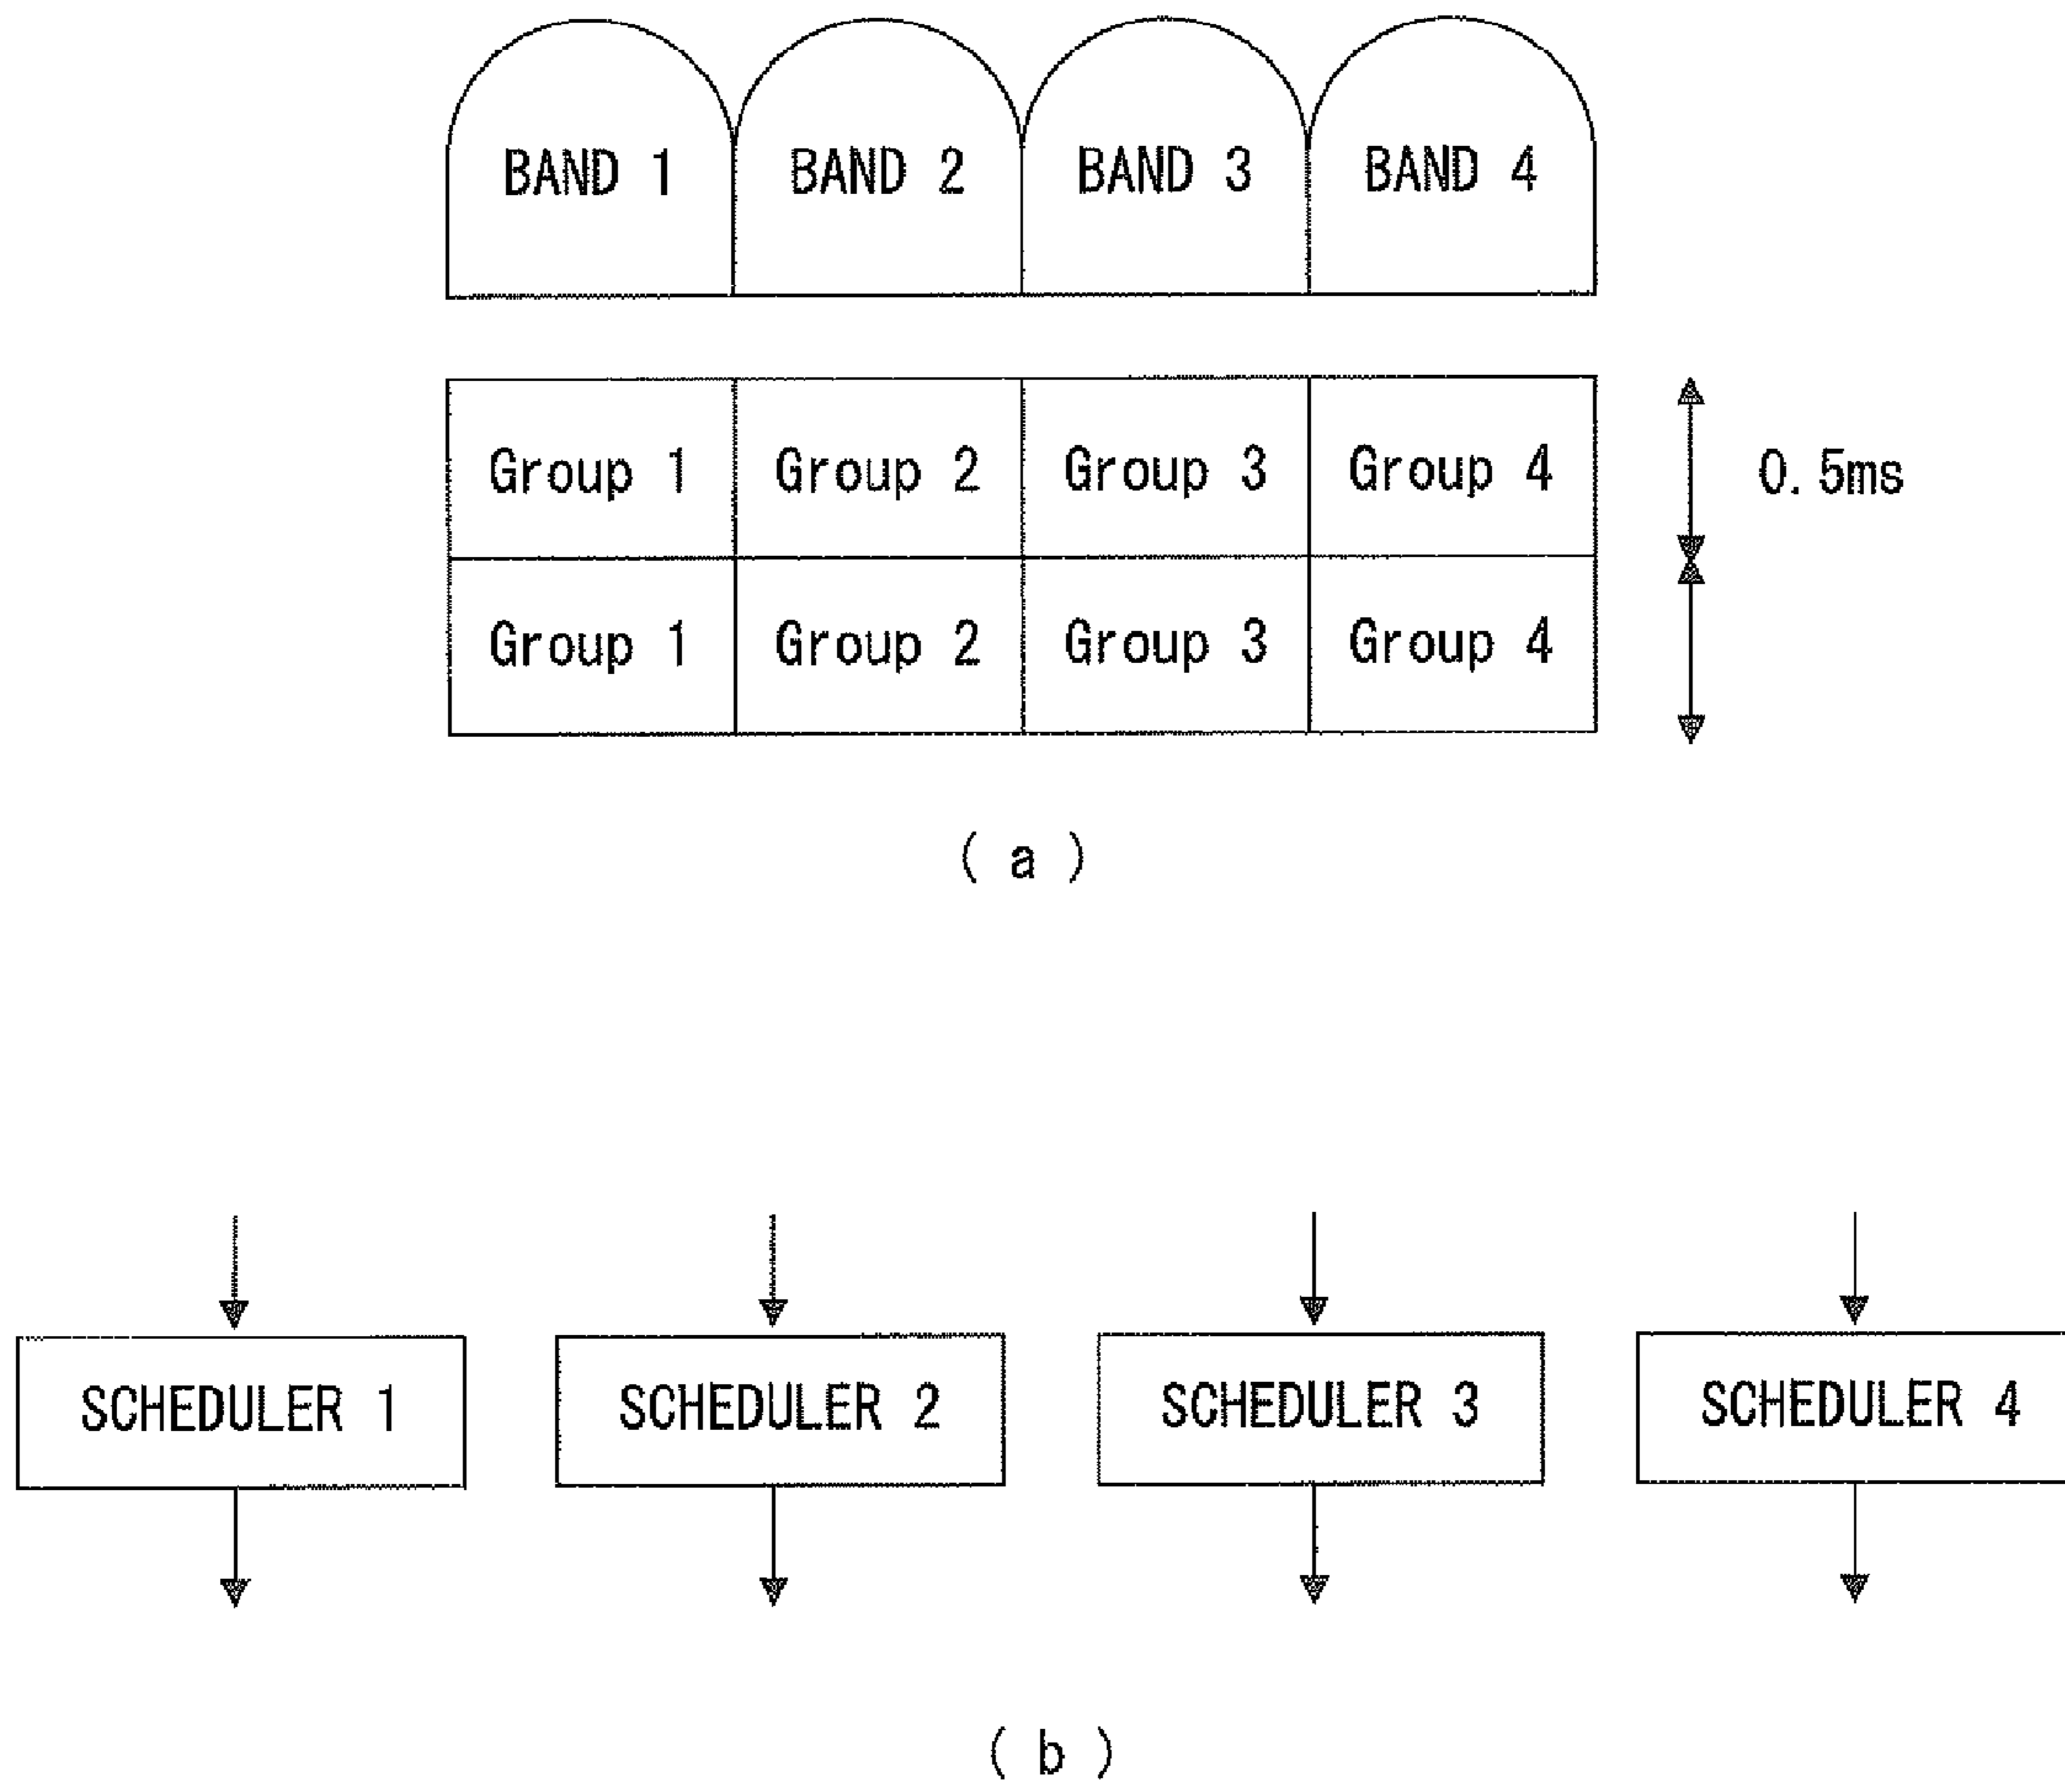 BAND 1 BAND 2 BAND 3 BAND 4
Group 1 Group 2 Group 3 Group 4 0.5ms
Group 1 Group 2 Group 3 Group 4
( a )
SCHEDULER 1 SCHEDULER 2 SCHEDULER 3 SCHEDULER 4
( b )